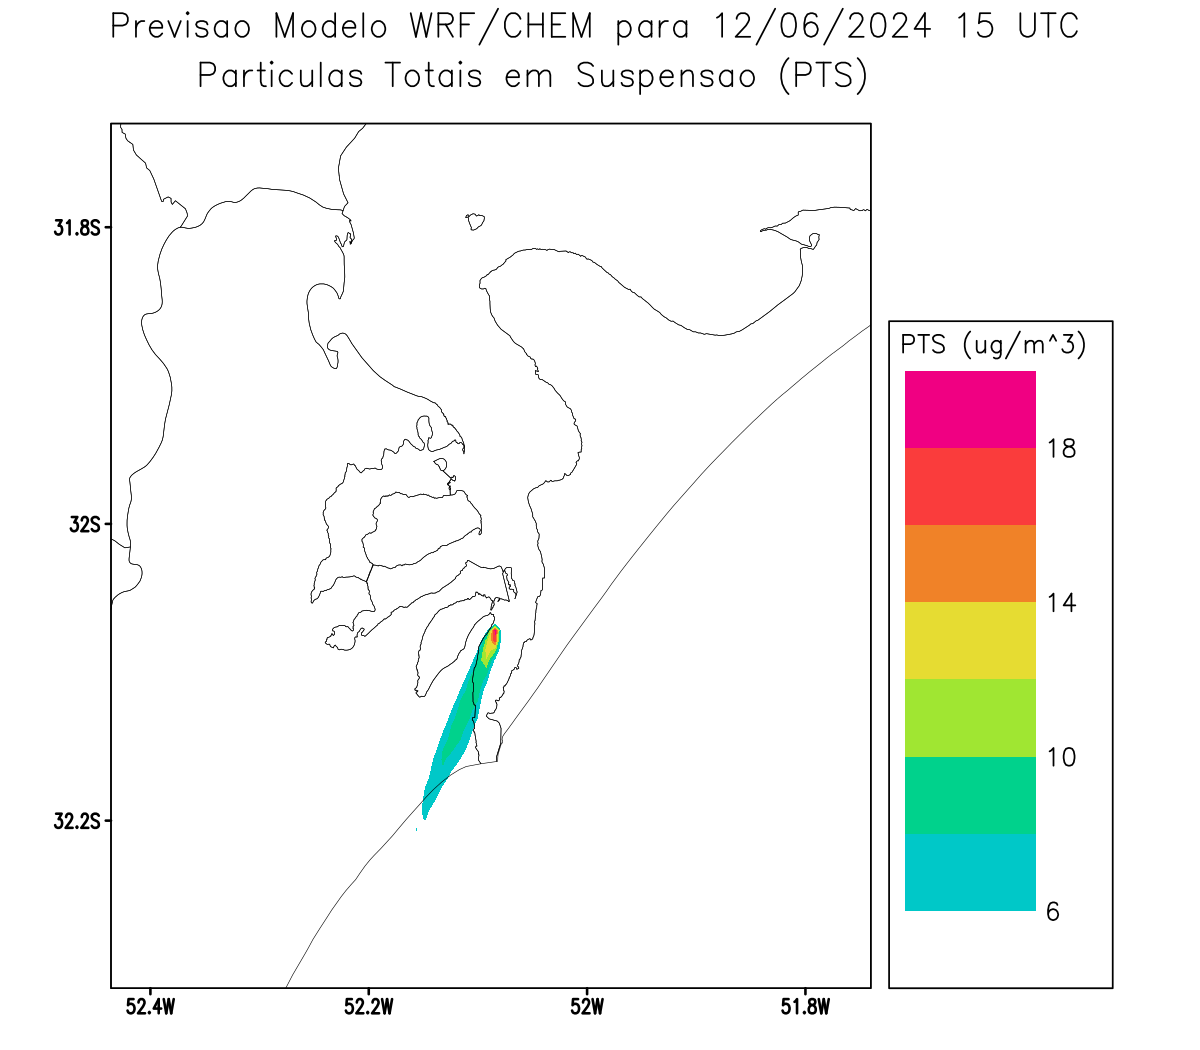 Previsao Modelo WRF/CHEM para 12/06/2024 15 UTC
Particulas Totais em Suspensao (PTS)
31.8S
32S
32.2S
52.4W
52.2W
52W
51.8W
PTS (ug/m^3)
18
14
10
6